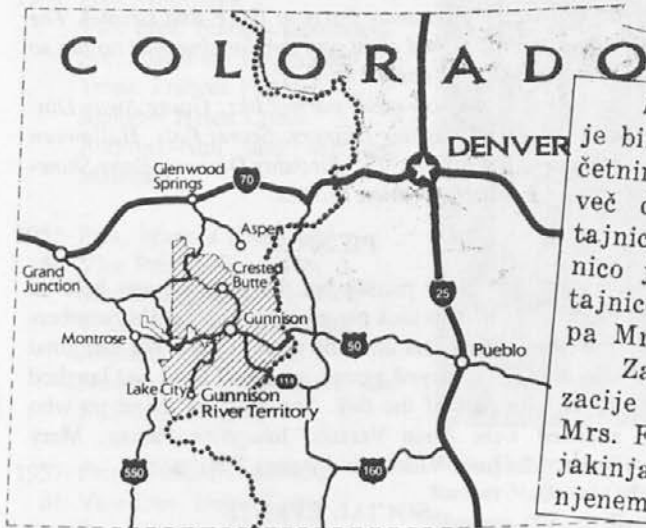 COLORADO
DENVER
Glenwood
Springs
70
Aspen
Grand
Junction
Crested
Butte
25
Gunnison
Montrose
50
Pueblo
Lake City
Gunnison
River Territory
550
160
je bi
četnin
več
tajnic
nico
tajnic
pa Mr
Za
zacije
Mrs. F
jakinja
njenem